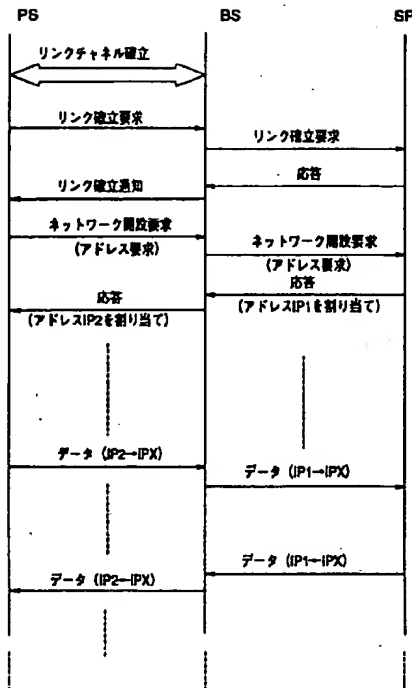 PS
BS
SP
リンクチャネル確立
リンク確立要求
リンク確立要求
応答
リンク確立通知
ネットワーク開設要求
(アドレス要求)
ネットワーク開設要求
(アドレス要求)
応答
(アドレスIP1を割り当て)
応答
(アドレスIP2を割り当て)
データ (IP2→IPX)
データ (IP1→IPX)
データ (IP1←IPX)
データ (IP2←IPX)